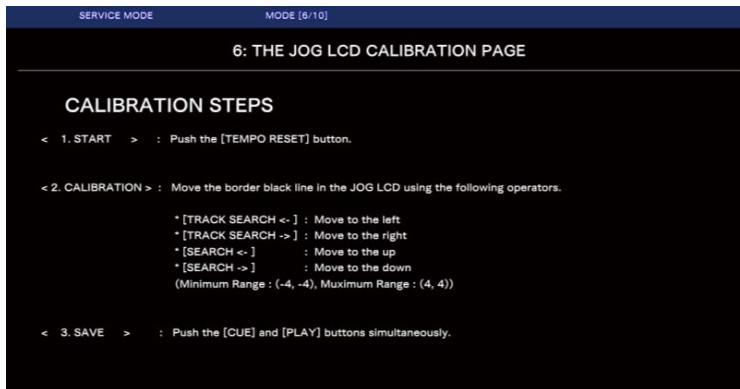 SERVICE MODE MODE [6/10]
6: THE JOG LCD CALIBRATION PAGE
CALIBRATION STEPS
< 1. START > : Push the [TEMPO RESET] button.
< 2. CALIBRATION > : Move the border black line in the JOG LCD using the following operators.
* [TRACK SEARCH <- ] : Move to the left
* [TRACK SEARCH -> ] : Move to the right
* [SEARCH <- ] : Move to the up
* [SEARCH -> ] : Move to the down
(Minimum Range : (-4, -4), Muximum Range : (4, 4))
< 3. SAVE > : Push the [CUE] and [PLAY] buttons simultaneously.